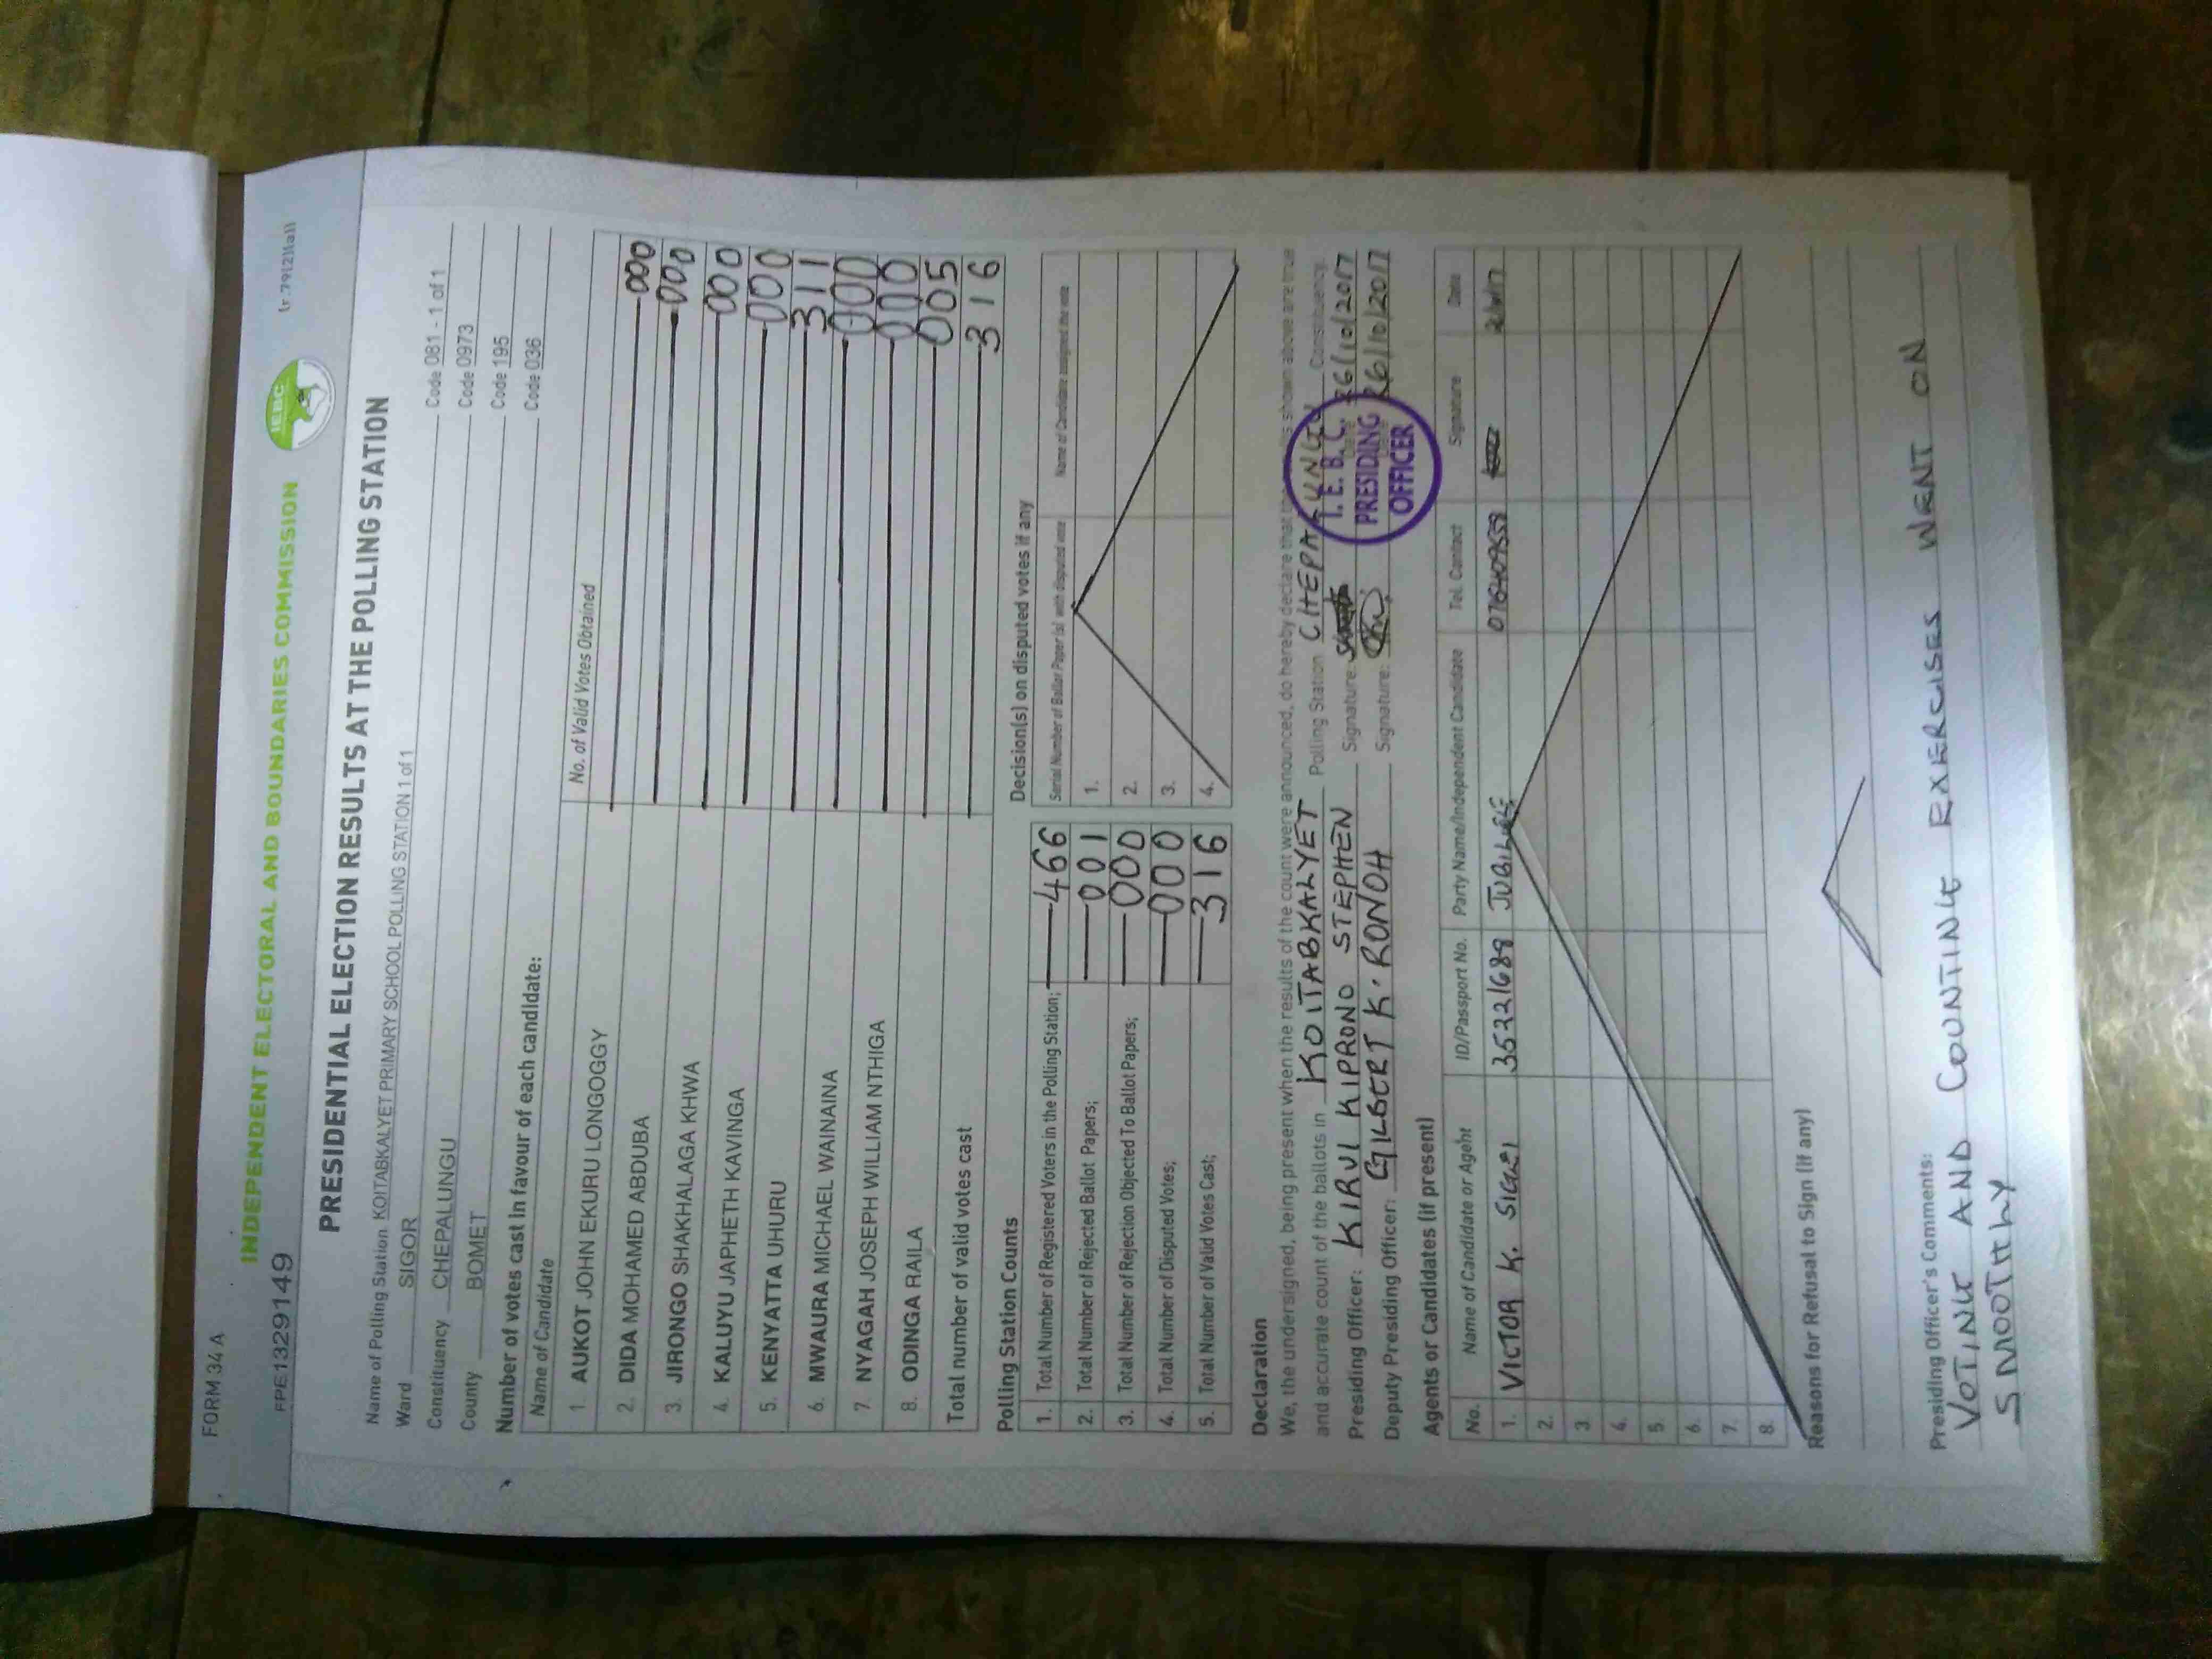 FORM 34 A
INDEPENDENT ELECTORAL AND BOUNDARIES COMMISSION
IEBC
(r.79(2)(a))
PPE1329149
PRESIDENTIAL ELECTION RESULTS AT THE POLLING STATION
Name of Polling Station KOITABKALYET PRIMARY SCHOOL POLLING STATION 1 of 1 Code 081 - 1 of 1
Ward SIGOR Code 0973
Constituency CHEPALUNGU Code 195
County BOMET Code 036
Number of votes cast in favour of each candidate:
Name of Candidate No. of Valid Votes Obtained
1. AUKOT JOHN EKURU LONGOGGY 000
2. DIDA MOHAMED ABDUBA 000
3. JIRONGO SHAKHALAGA KHWA 000
4. KALUYU JAPHETH KAVINGA 000
5. KENYATTA UHURU 311
6. MWAURA MICHAEL WAINAINA 000
7. NYAGAH JOSEPH WILLIAM NTHIGA 000
8. ODINGA RAILA 005
Total number of valid votes cast 316
Polling Station Counts
1. Total Number of Registered Voters in the Polling Station; 466
2. Total Number of Rejected Ballot Papers; 001
3. Total Number of Rejection Objected To Ballot Papers; 000
4. Total Number of Disputed Votes; 000
5. Total Number of Valid Votes Cast; 316
Decision(s) on disputed votes if any
Serial Number of Ballot Paper(s) with disputed vote Name of Candidate assigned the vote
1.
2.
3.
4.
Declaration
We, the undersigned, being present when the results of the count were announced, do hereby declare that the shown above are true
and accurate count of the ballots in KOITABKALYET Polling Station CHEPALUNGU Constituency.
Presiding Officer: KIRUI KIPRONO STEPHEN Signature: 26/10/2017
Deputy Presiding Officer: GILBERT K. RONOH Signature: 26/10/2017
I.E.B.C.
PRESIDING
OFFICER
Agents or Candidates (if present)
No. Name of Candidate or Agent ID/Passport No. Party Name/Independent Candidate Tel. Contact Signature Date
1. VICTOR K. SIGEI 35221689 JUBILEE
2.
3.
4.
5.
6.
7.
8.
Reasons for Refusal to Sign (if any)
Presiding Officer's Comments:
VOTING AND COUNTING EXERCISES WENT ON
SMOOTHLY